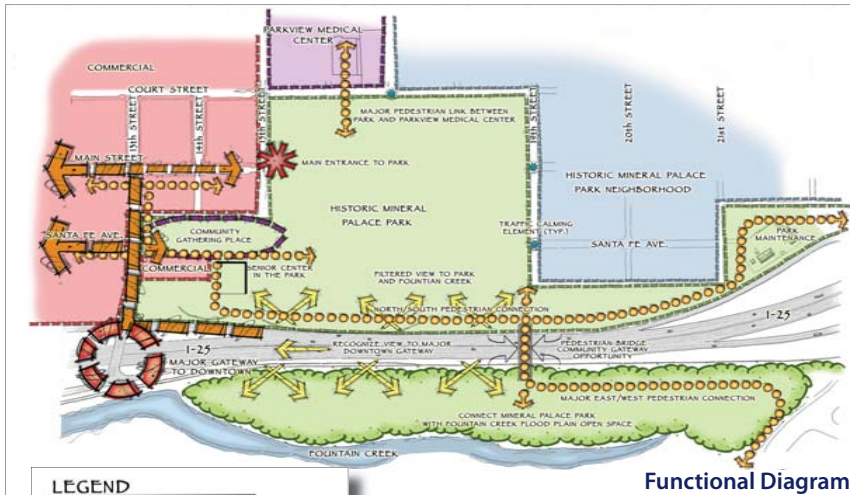 PARKVIEW MEDICAL
CENTER
COMMERCIAL
COURT STREET
13th STREET
14th STREET
15th STREET
MAJOR PEDESTRIAN LINK BETWEEN
PARK AND PARKVIEW MEDICAL CENTER
19th STREET
20th STREET
21st STREET
MAIN STREET
MAIN ENTRANCE TO PARK
HISTORIC MINERAL PALACE
PARK NEIGHBORHOOD
HISTORIC MINERAL
PALACE PARK
TRAFFIC CALMING
ELEMENT (TYP.)
SANTA FE AVE.
COMMUNITY
GATHERING PLACE
SANTA FE AVE.
PARK
MAINTENANCE
COMMERCIAL
SENIOR CENTER
IN THE PARK
FILTERED VIEW TO PARK
AND FOUNTIAN CREEK
NORTH/SOUTH PEDESTRIAN CONNECTION
I-25
I-25
RECOGNIZE VIEW TO MAJOR
DOWNTOWN GATEWAY
PEDESTRIAN BRIDGE
COMMUNITY GATEWAY
OPPORTUNITY
MAJOR GATEWAY
TO DOWNTOWN
MAJOR EAST/WEST PEDESTRIAN CONNECTION
CONNECT MINERAL PALACE PARK
WITH FOUNTAIN CREEK FLOOD PLAIN OPEN SPACE
FOUNTAIN CREEK
LEGEND
Functional Diagram